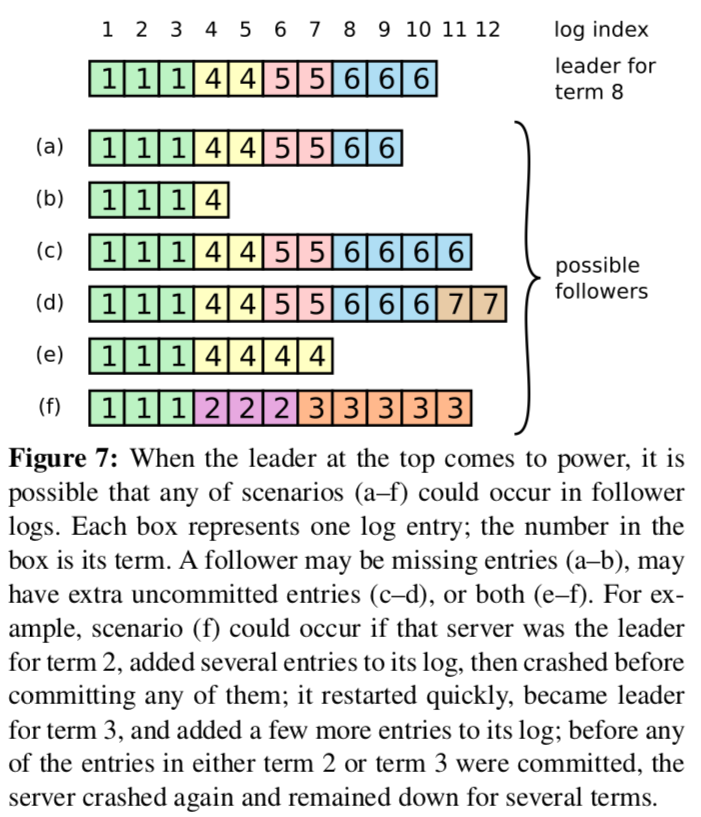 1 2 3 4 5 6 7 8 9 10 11 12 log index
1 1 1 4 4 5 5 6 6 6 leader for
term 8
(a) 1 1 1 4 4 5 5 6 6
(b) 1 1 1 4
(c) 1 1 1 4 4 5 5 6 6 6 6
(d) 1 1 1 4 4 5 5 6 6 6 7 7
(e) 1 1 1 4 4 4 4
(f) 1 1 1 2 2 2 3 3 3 3 3
possible
followers
Figure 7: When the leader at the top comes to power, it is
possible that any of scenarios (a–f) could occur in follower
logs. Each box represents one log entry; the number in the
box is its term. A follower may be missing entries (a–b), may
have extra uncommitted entries (c–d), or both (e–f). For ex-
ample, scenario (f) could occur if that server was the leader
for term 2, added several entries to its log, then crashed before
committing any of them; it restarted quickly, became leader
for term 3, and added a few more entries to its log; before any
of the entries in either term 2 or term 3 were committed, the
server crashed again and remained down for several terms.